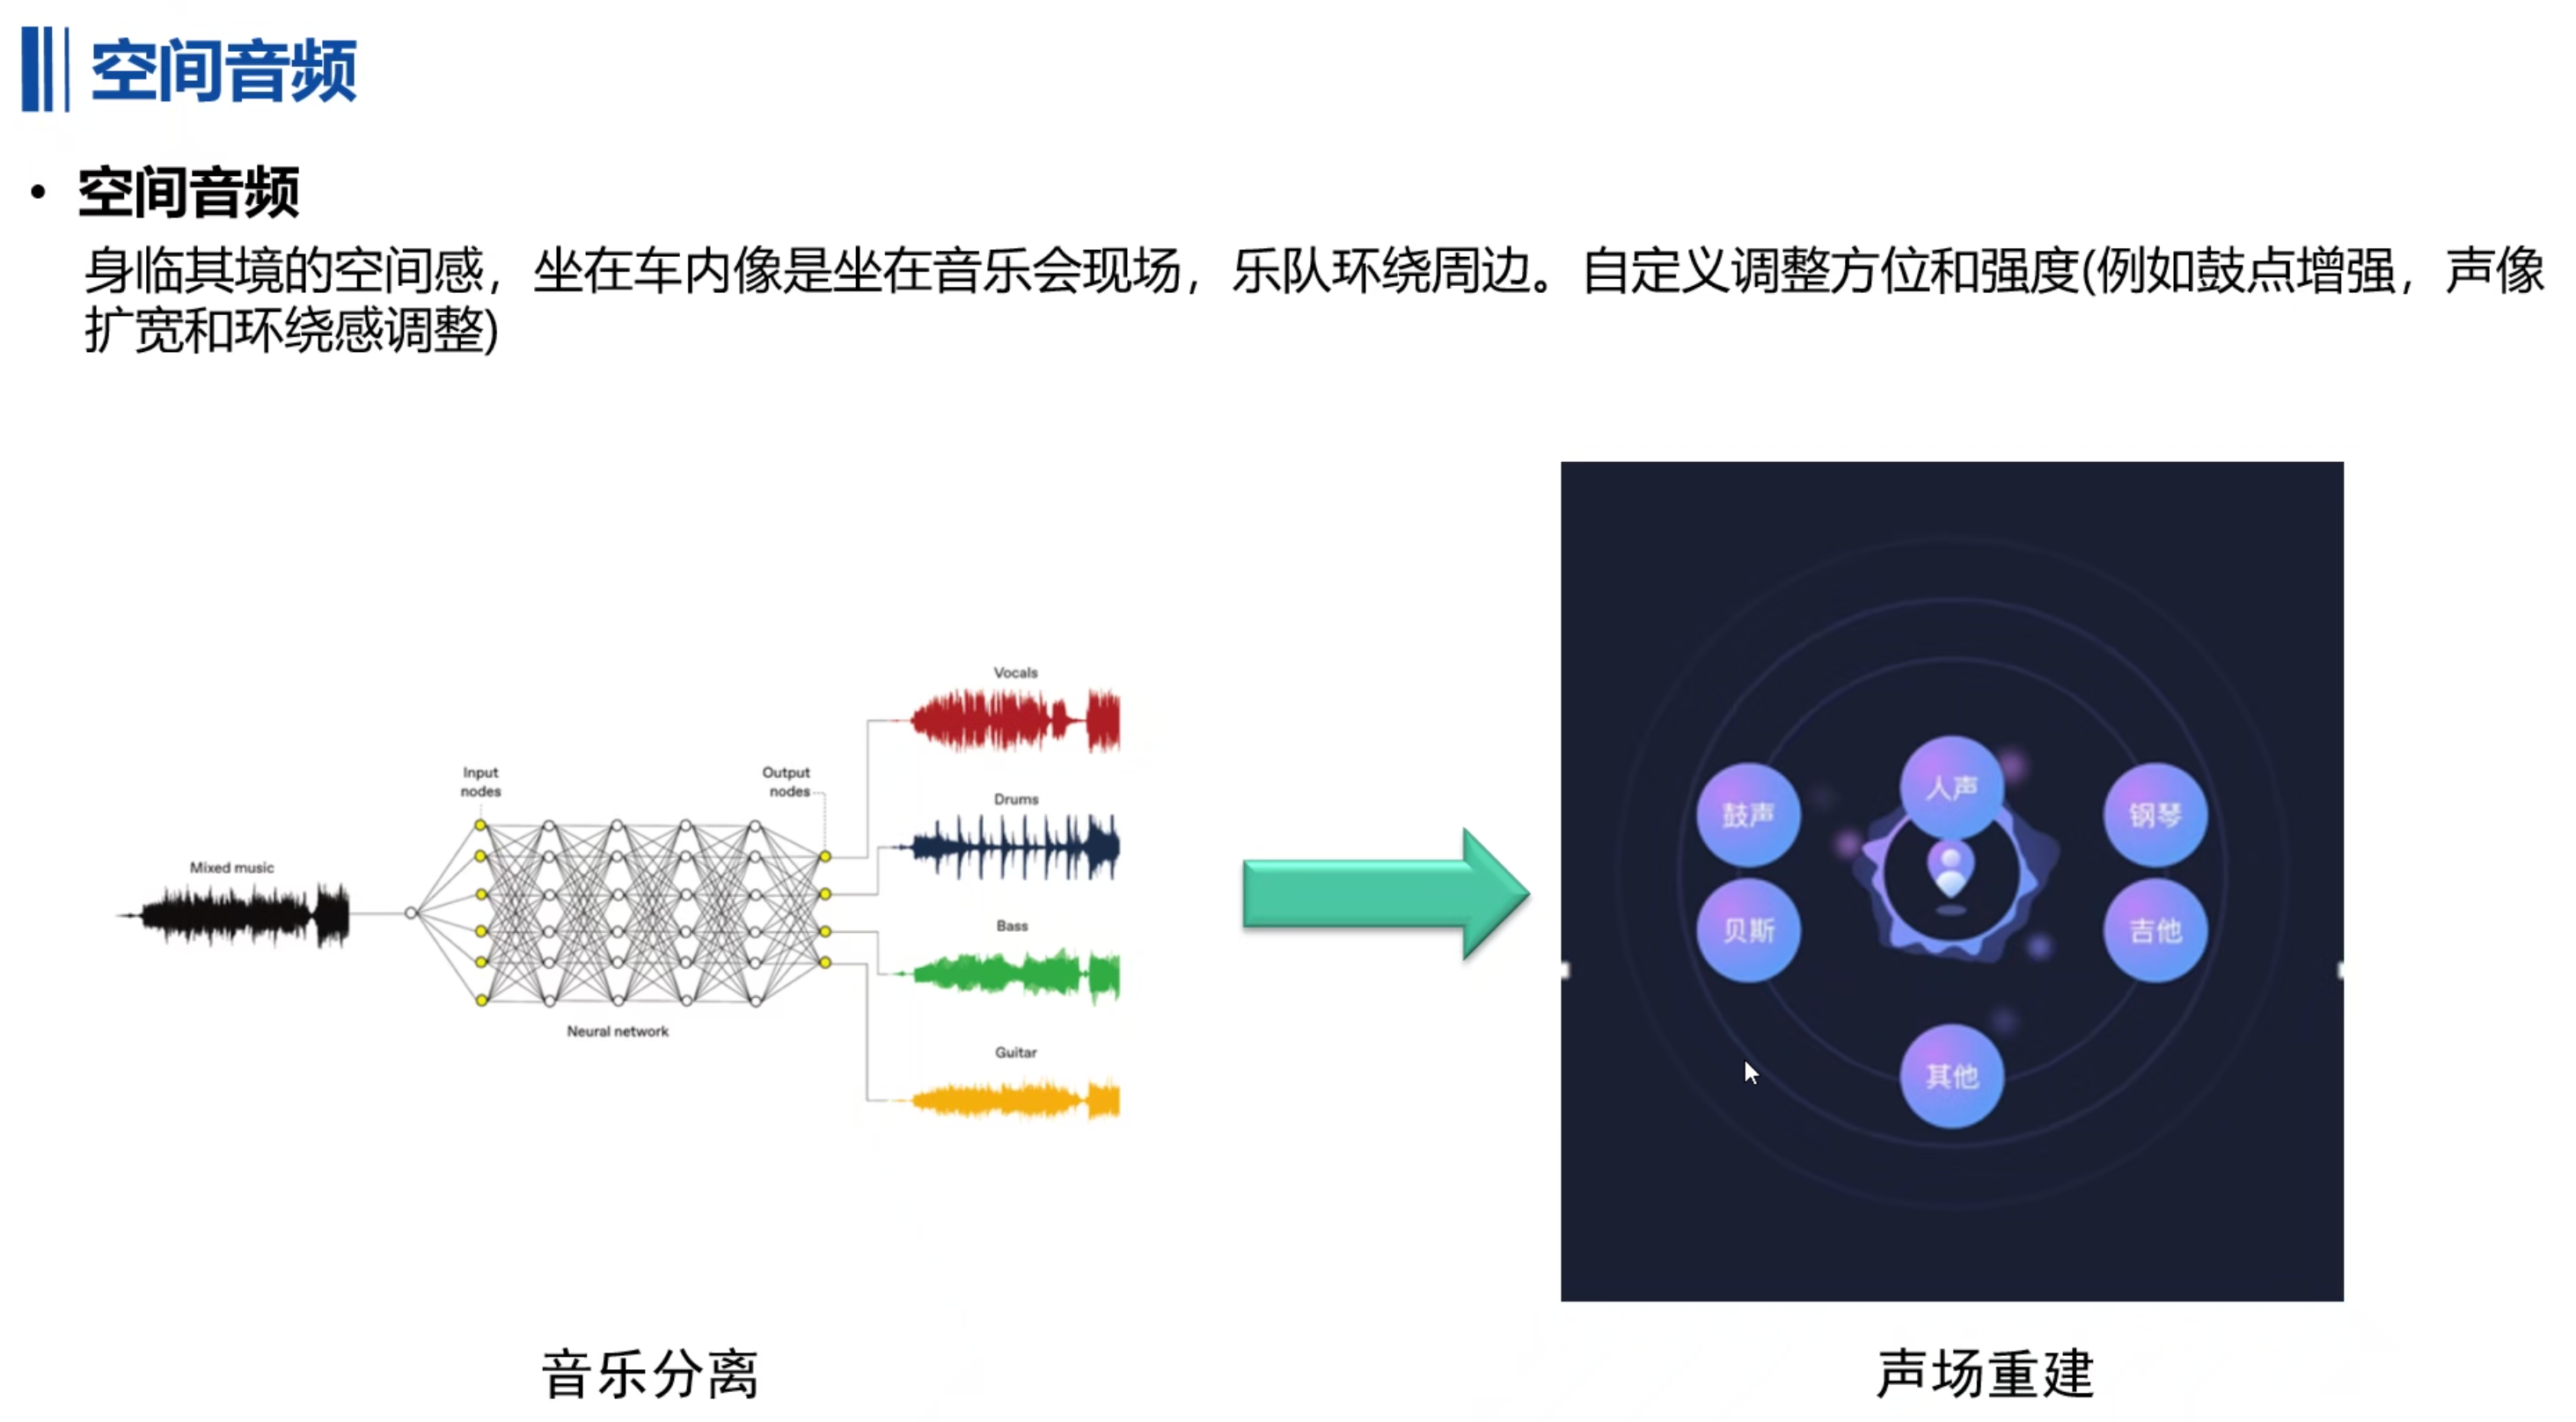 空间音频
• 空间音频
身临其境的空间感，坐在车内像是坐在音乐会现场，乐队环绕周边。自定义调整方位和强度(例如鼓点增强，声像
扩宽和环绕感调整)
Mixed music
Input
nodes
Output
nodes
Neural network
Vocals
Drums
Bass
Guitar
人声
鼓声
钢琴
贝斯
吉他
其他
音乐分离
声场重建